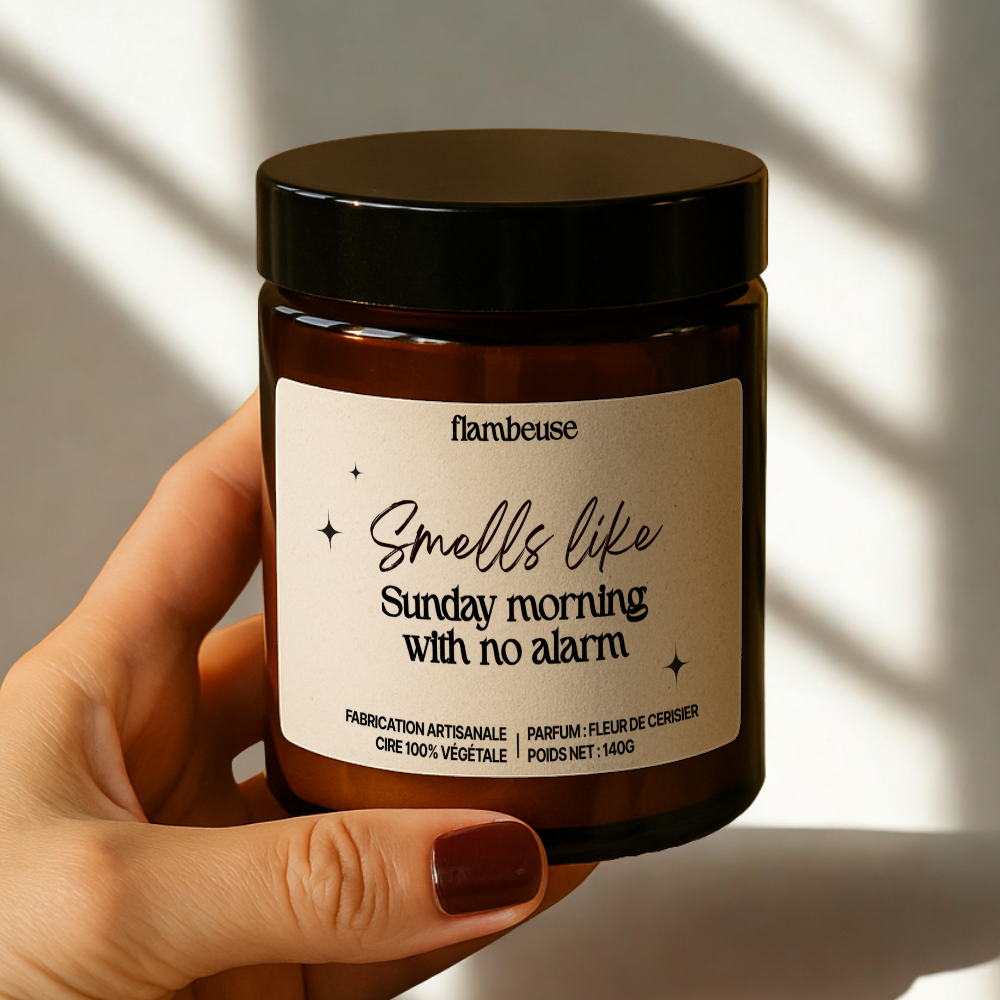 flambeuse
Smells like
Sunday morning
with no alarm
FABRICATION ARTISANALE | PARFUM : FLEUR DE CERISIER
CIRE 100% VÉGÉTALE | POIDS NET : 140G